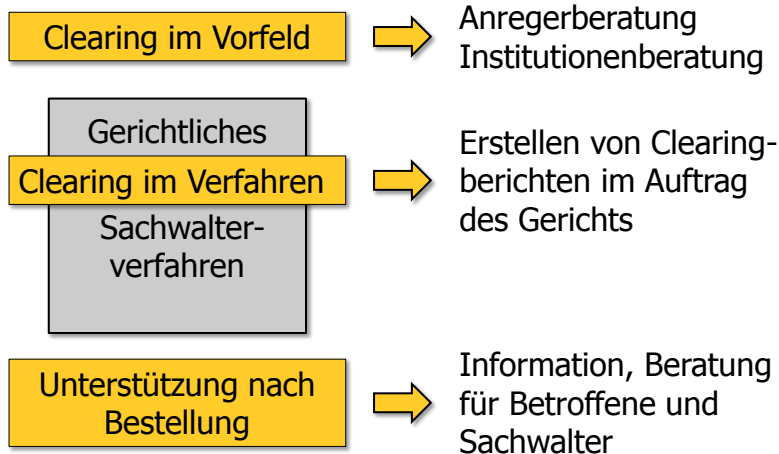 Clearing im Vorfeld
Anregerberatung
Institutionenberatung
Gerichtliches
Clearing im Verfahren
Sachwalter-
verfahren
Erstellen von Clearing-
berichten im Auftrag
des Gerichts
Unterstützung nach
Bestellung
Information, Beratung
für Betroffene und
Sachwalter